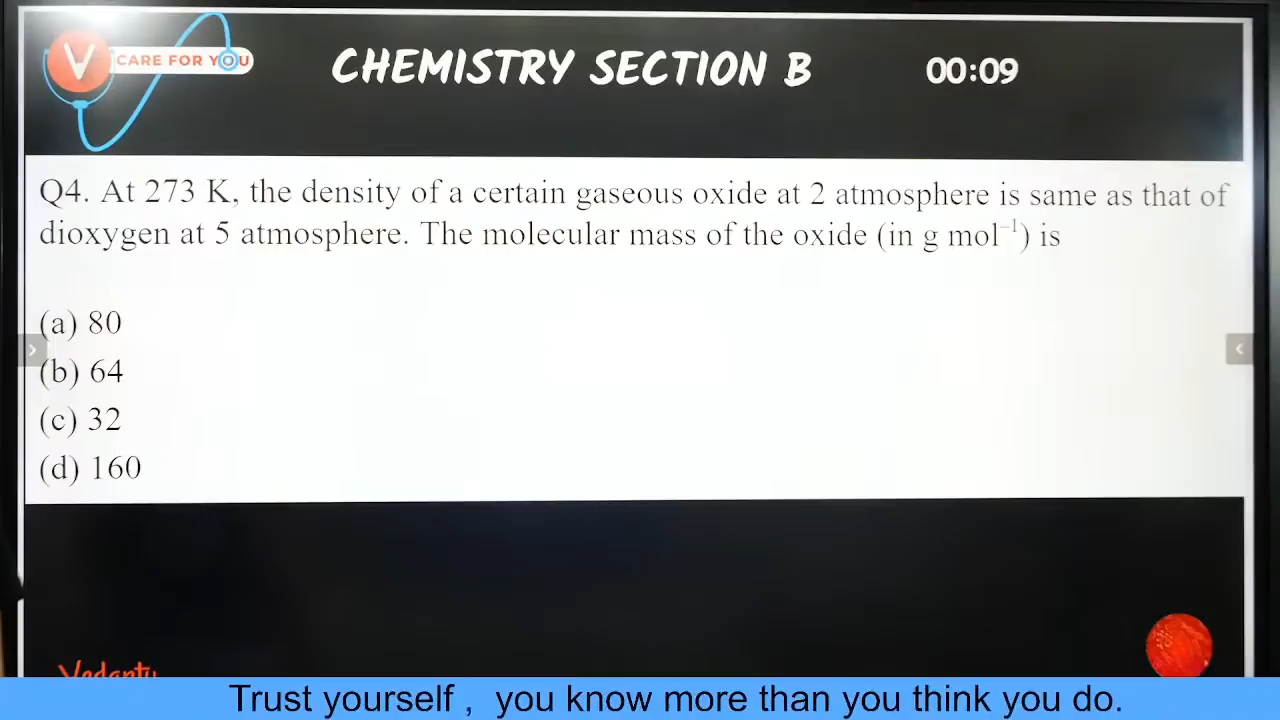 V CARE FOR YOU
CHEMISTRY SECTION B
00:09
Q4. At 273 K, the density of a certain gaseous oxide at 2 atmosphere is same as that of
dioxygen at 5 atmosphere. The molecular mass of the oxide (in g mol⁻¹) is
(a) 80
(b) 64
(c) 32
(d) 160
Trust yourself , you know more than you think you do.